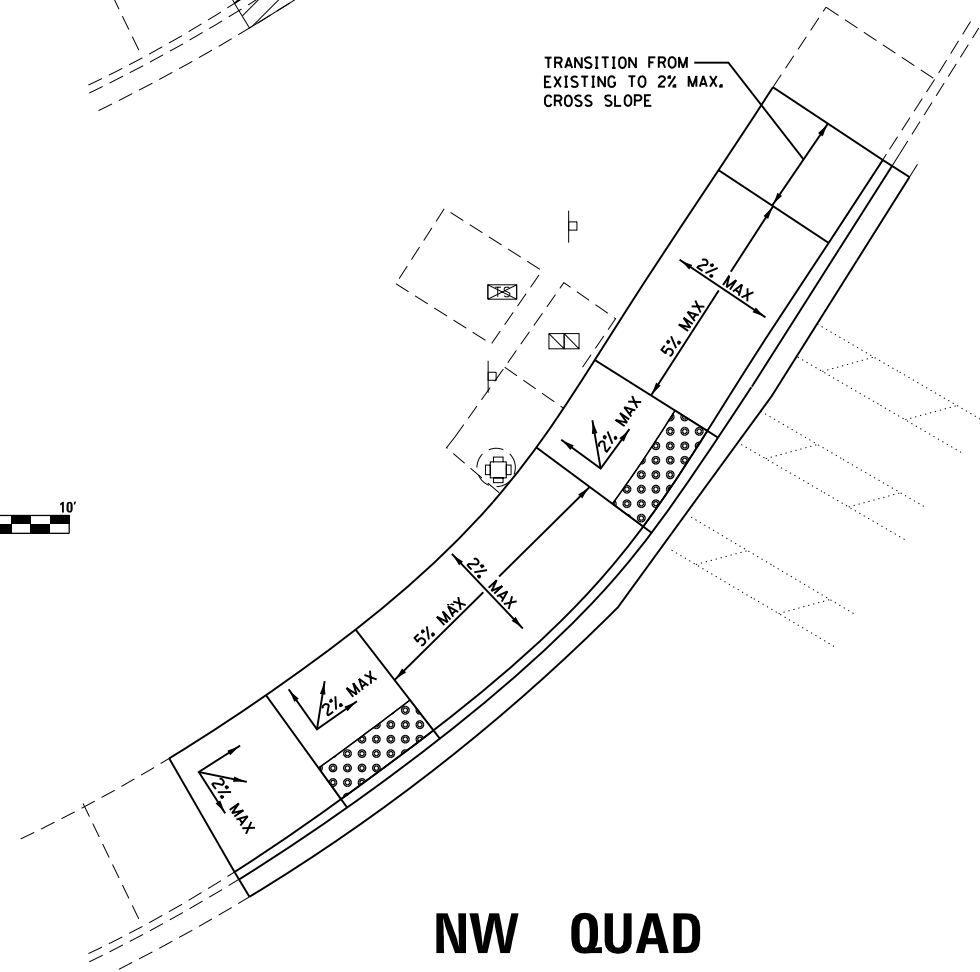 TRANSITION FROM
EXISTING TO 2% MAX.
CROSS SLOPE
2% MAX
5% MAX
TS
2% MAX
10'
2% MAX
5% MAX
2% MAX
2% MAX
NW QUAD